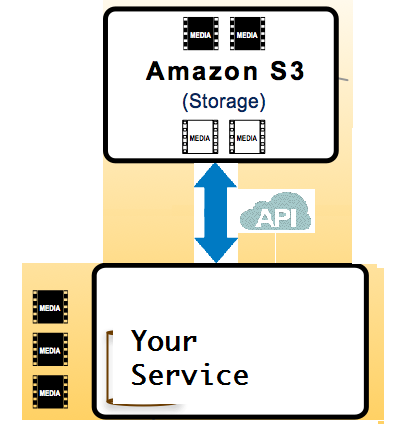 MEDIA MEDIA
Amazon S3
(Storage)
MEDIA MEDIA
API
MEDIA
MEDIA
MEDIA
Your
Service